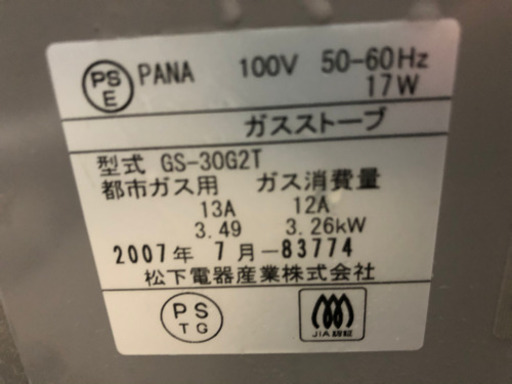 PS E PANA 100V 50-60Hz
17W
ガスストーブ
型式 GS-30G2T
都市ガス用 ガス消費量
13A 12A
3.49 3.26kW
2007年 7月-83774
松下電器産業株式会社
PS TG
JIA